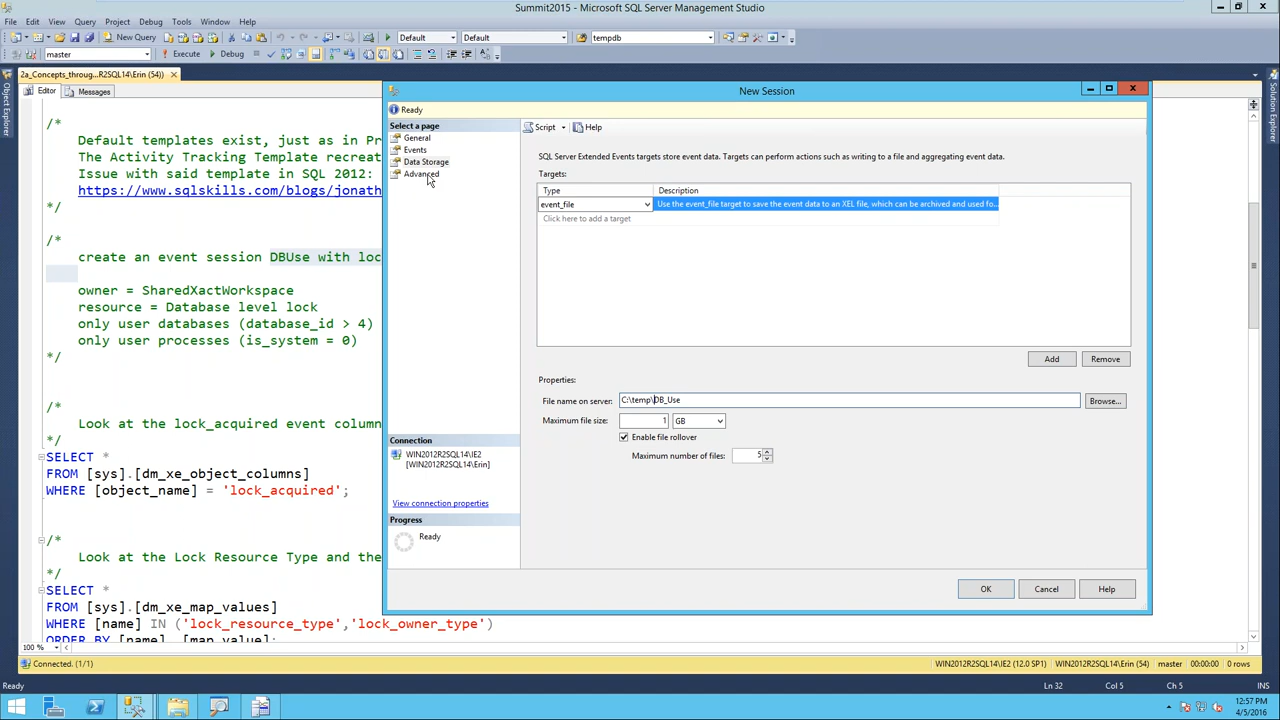 Summit2015 - Microsoft SQL Server Management Studio
File Edit View Query Project Debug Tools Window Help
New Query Default Default tempdb
master Execute Debug
2a_Concepts_throug...R2SQL14\Erin (54))
Editor Messages
Object Explorer
Solution Explorer
/*
Default templates exist, just as in Pr
The Activity Tracking Template recreat
Issue with said template in SQL 2012:
https://www.sqlskills.com/blogs/jonath
*/
/*
create an event session DBUse with loc
owner = SharedXactWorkspace
resource = Database level lock
only user databases (database_id > 4)
only user processes (is_system = 0)
*/
/*
Look at the lock_acquired event column
*/
SELECT *
FROM [sys].[dm_xe_object_columns]
WHERE [object_name] = 'lock_acquired';
/*
Look at the Lock Resource Type and the
*/
SELECT *
FROM [sys].[dm_xe_map_values]
WHERE [name] IN ('lock_resource_type','lock_owner_type')
ORDER BY [name], [map_value];
100 %
New Session
Ready
Select a page
General
Events
Data Storage
Advanced
Connection
WIN2012R2SQL14\IE2
[WIN2012R2SQL14\Erin]
View connection properties
Progress
Ready
Script Help
SQL Server Extended Events targets store event data. Targets can perform actions such as writing to a file and aggregating event data.
Targets:
Type Description
event_file Use the event_file target to save the event data to an XEL file, which can be archived and used fo...
Click here to add a target
Add Remove
Properties:
File name on server: C:\temp\DB_Use Browse...
Maximum file size: 1 GB
Enable file rollover
Maximum number of files: 5
OK Cancel Help
Connected. (1/1) WIN2012R2SQL14\IE2 (12.0 SP1) WIN2012R2SQL14\Erin (54) master 00:00:00 0 rows
Ready Ln 32 Col 5 Ch 5 INS
12:57 PM
4/5/2016